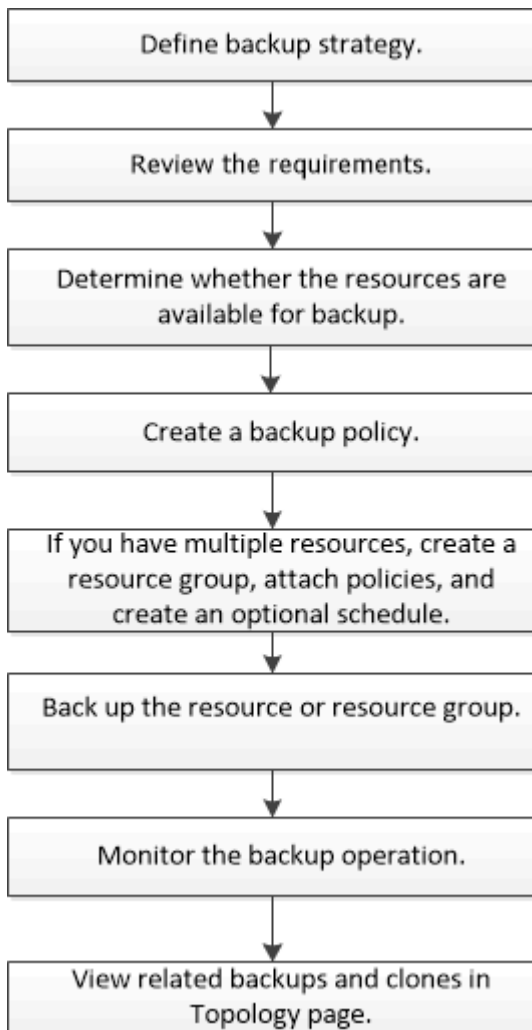 Define backup strategy.
Review the requirements.
Determine whether the resources are
available for backup.
Create a backup policy.
If you have multiple resources, create a
resource group, attach policies, and
create an optional schedule.
Back up the resource or resource group.
Monitor the backup operation.
View related backups and clones in
Topology page.